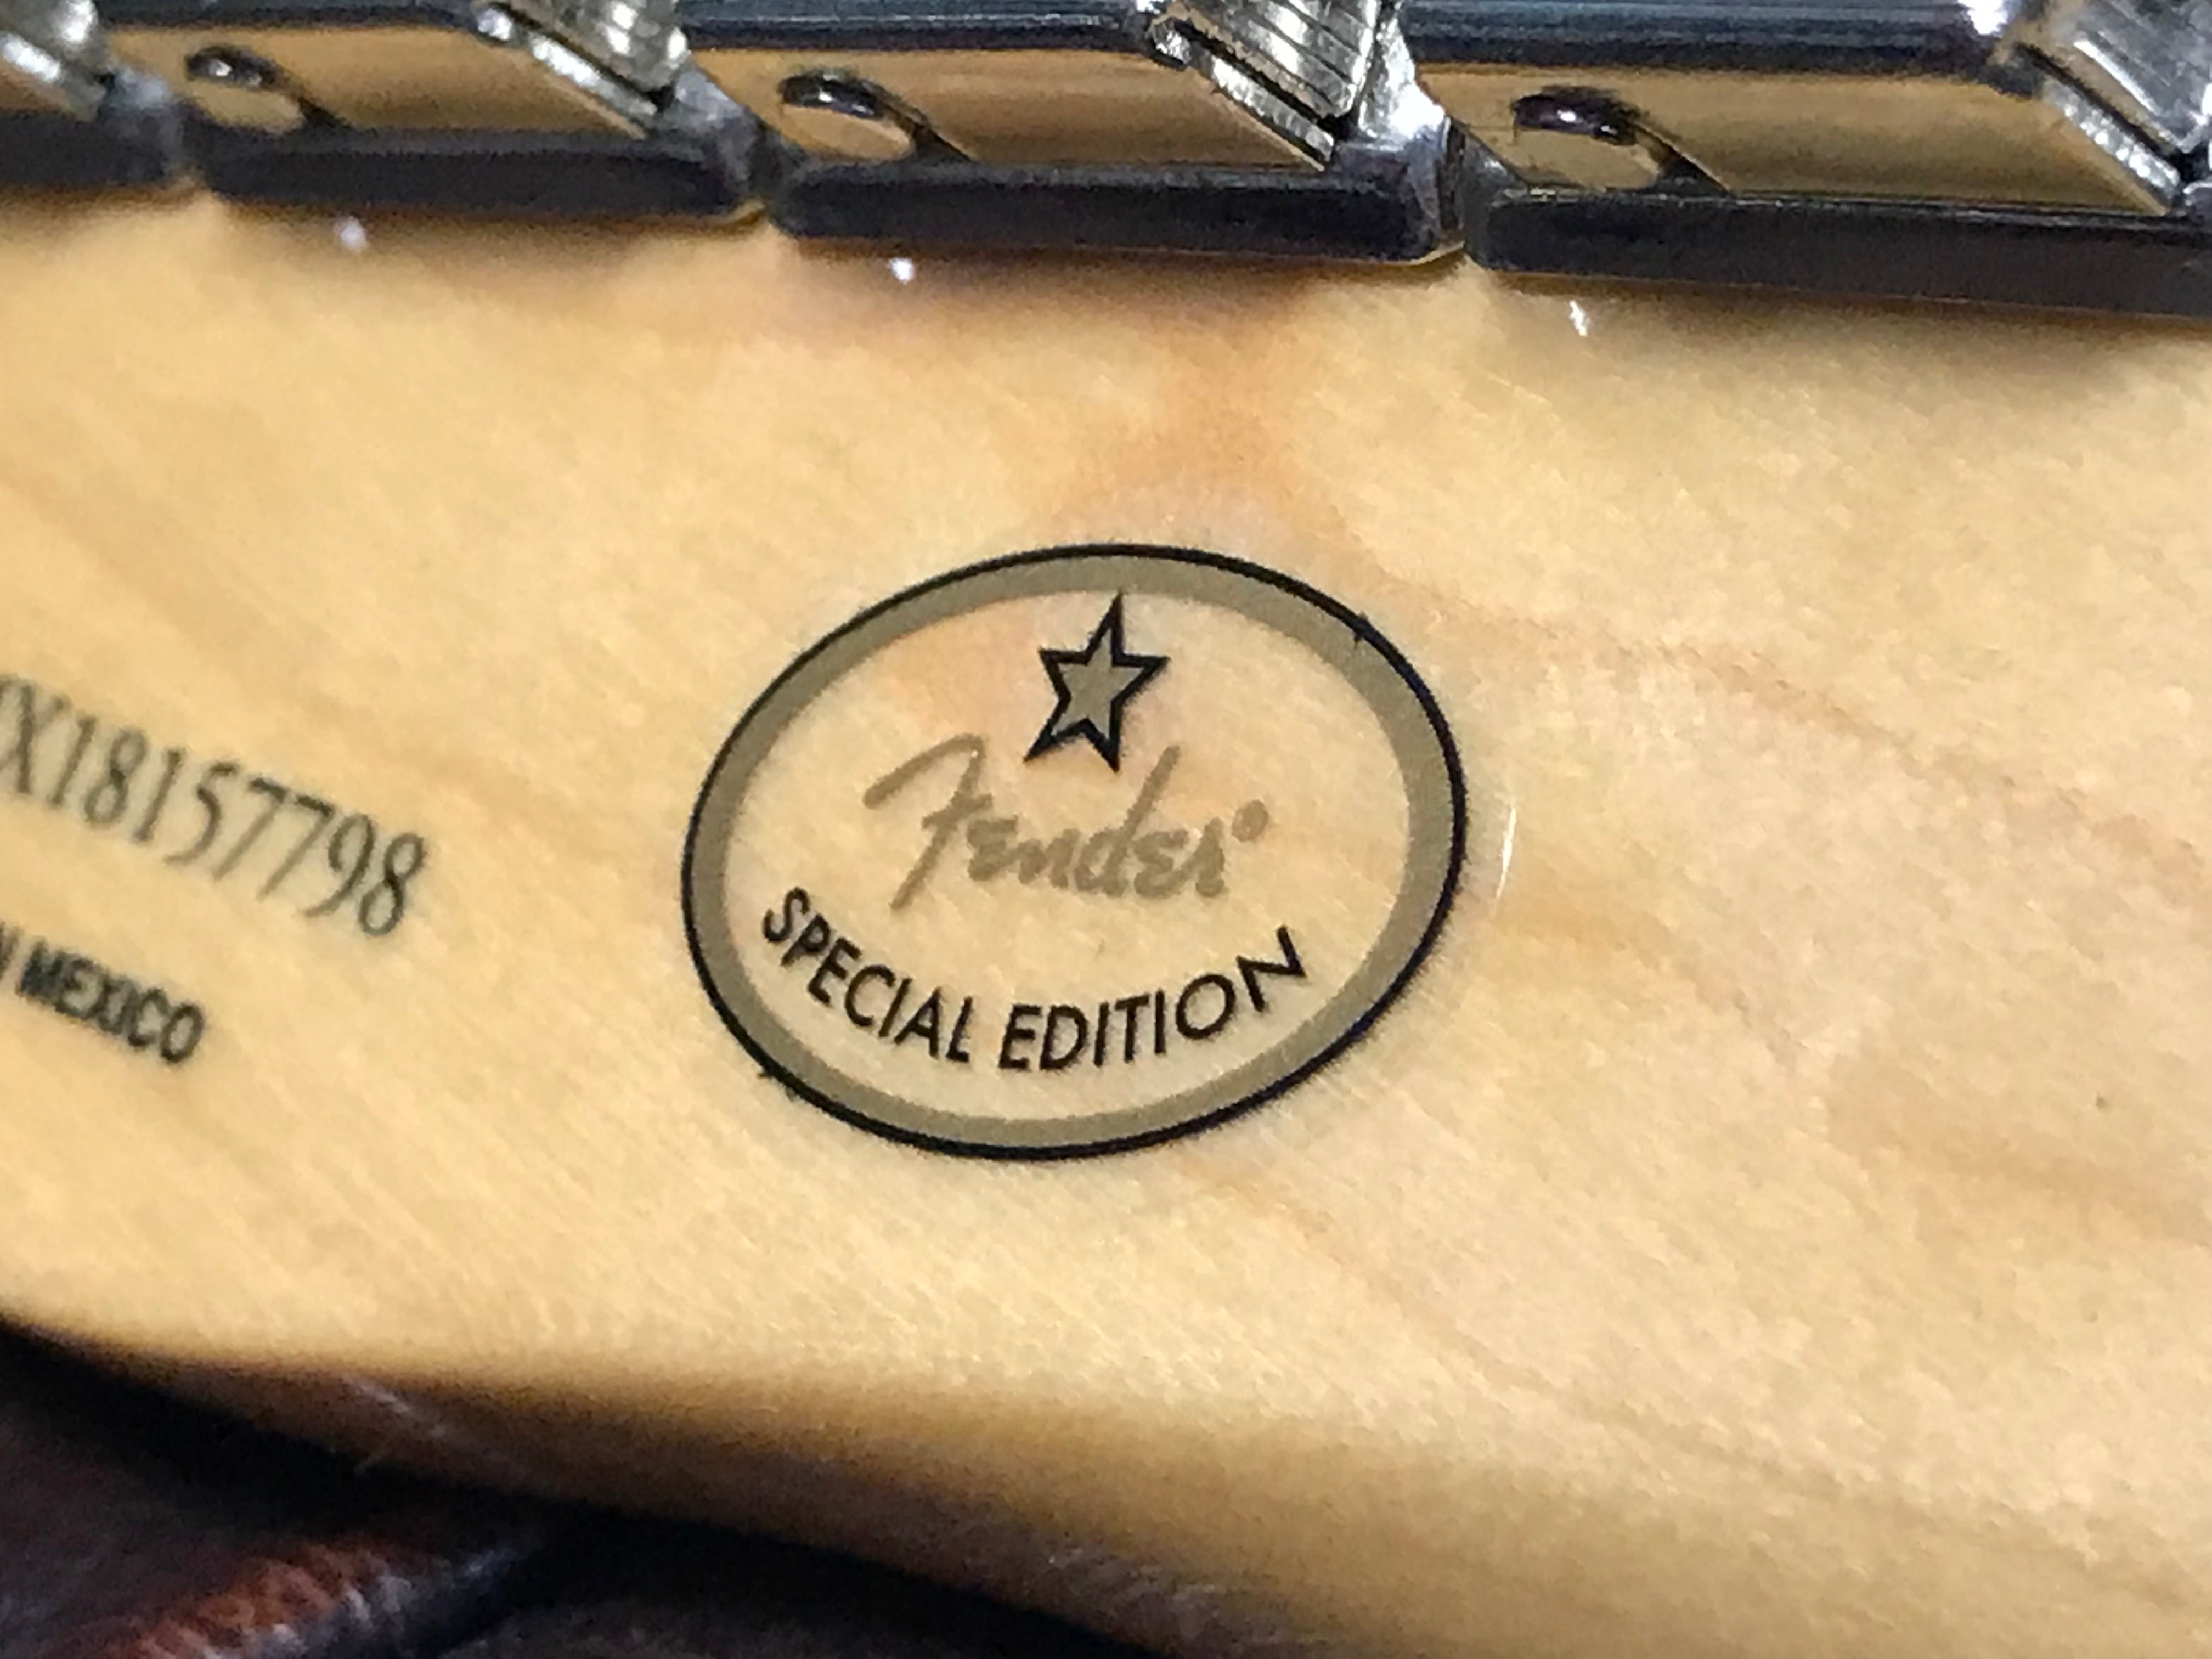 X18157798
MEXICO
Fender®
SPECIAL EDITION